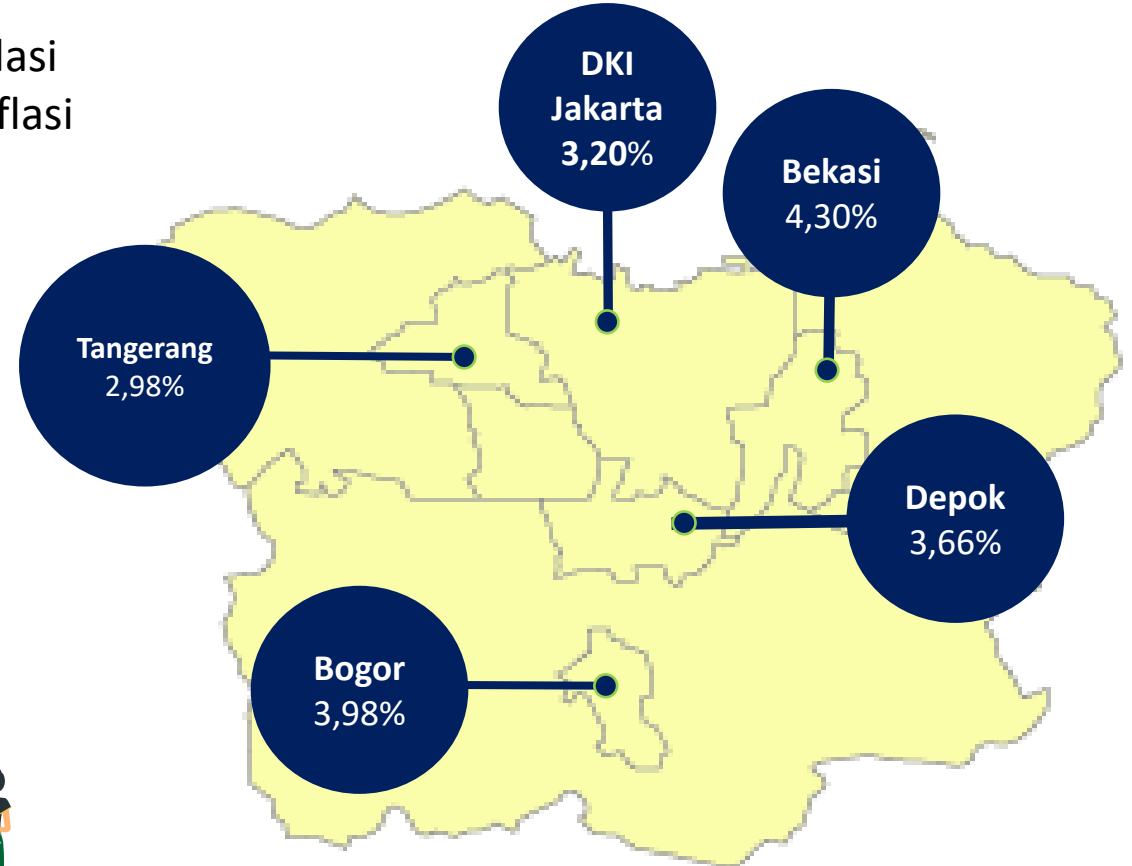 DKI
Jakarta
3,20%
Bekasi
4,30%
Tangerang
2,98%
Depok
3,66%
Bogor
3,98%